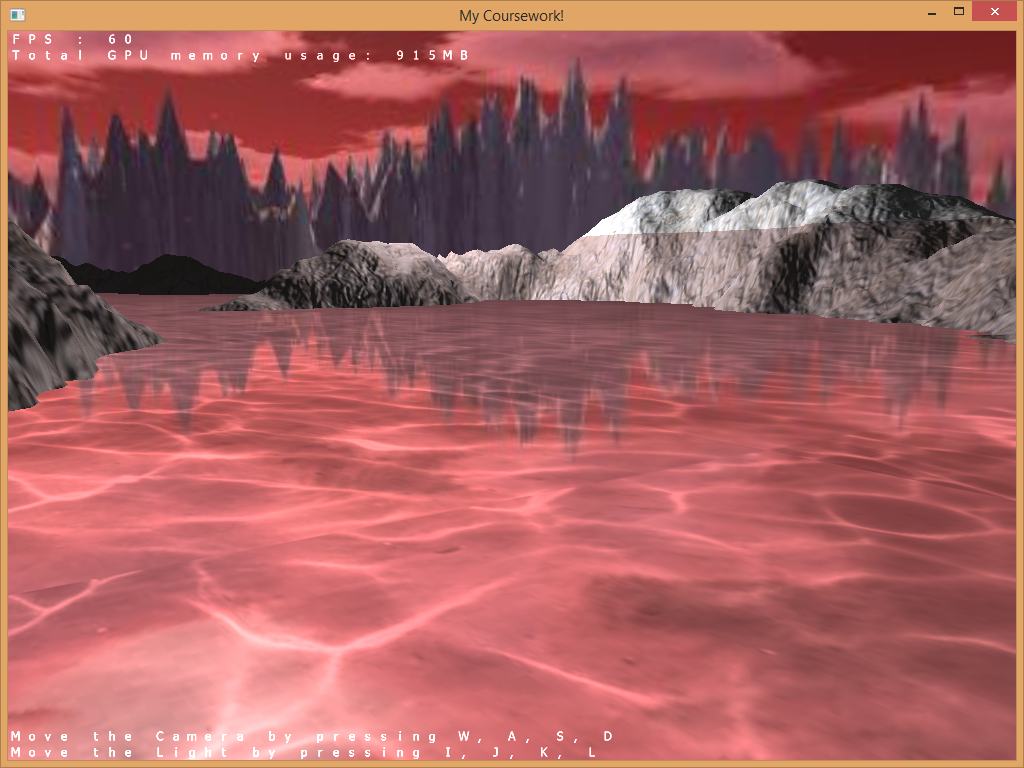 My Coursework!
FPS : 60
Total GPU memory usage: 915MB
Move the Camera by pressing W, A, S, D
Move the Light by pressing I, J, K, L